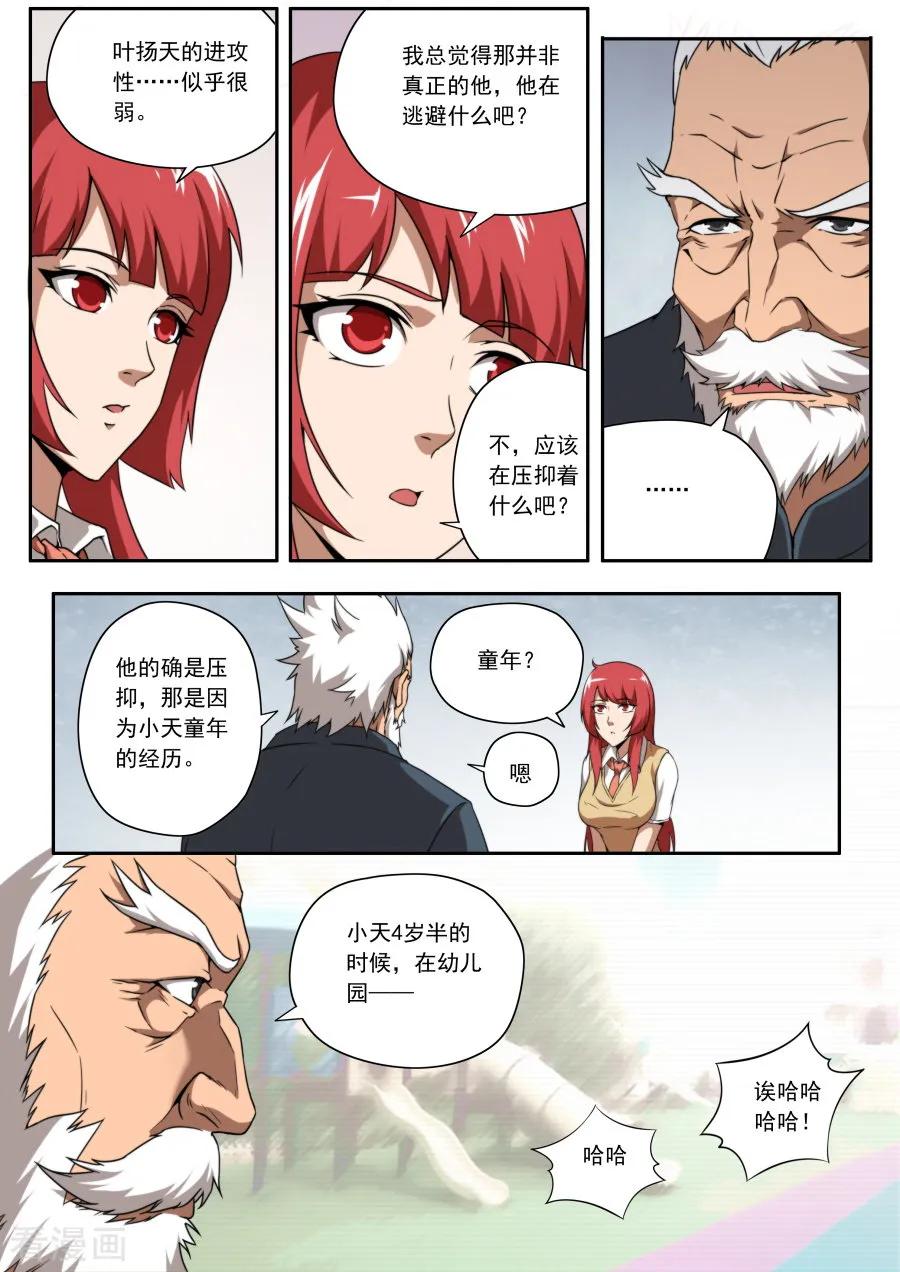 叶扬天的进攻
性……似乎很
弱。
我总觉得那并非
真正的他，他在
逃避什么吧？
不，应该
在压抑着
什么吧？
……
他的确是压
抑，那是因
为小天童年
的经历。
童年？
嗯
小天4岁半的
时候，在幼儿
园——
诶哈哈
哈哈！
哈哈
看漫画